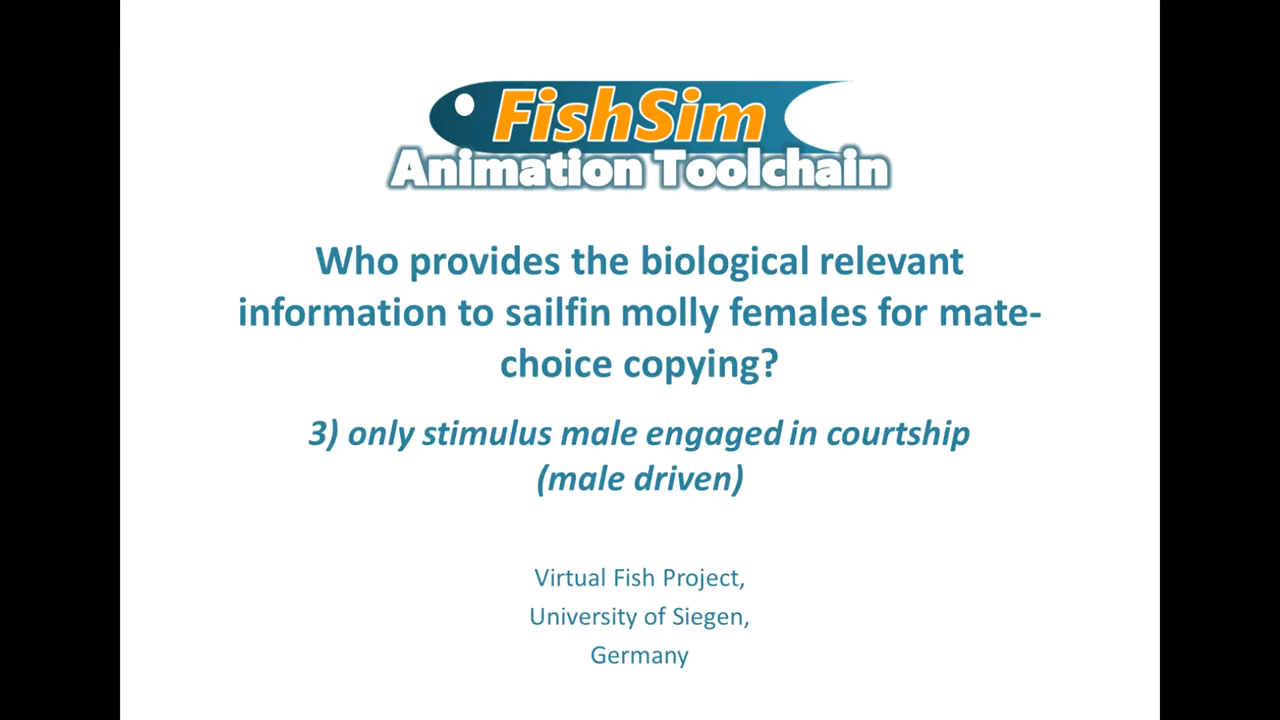 FishSim
Animation Toolchain
Who provides the biological relevant
information to sailfin molly females for mate-
choice copying?
3) only stimulus male engaged in courtship
(male driven)
Virtual Fish Project,
University of Siegen,
Germany